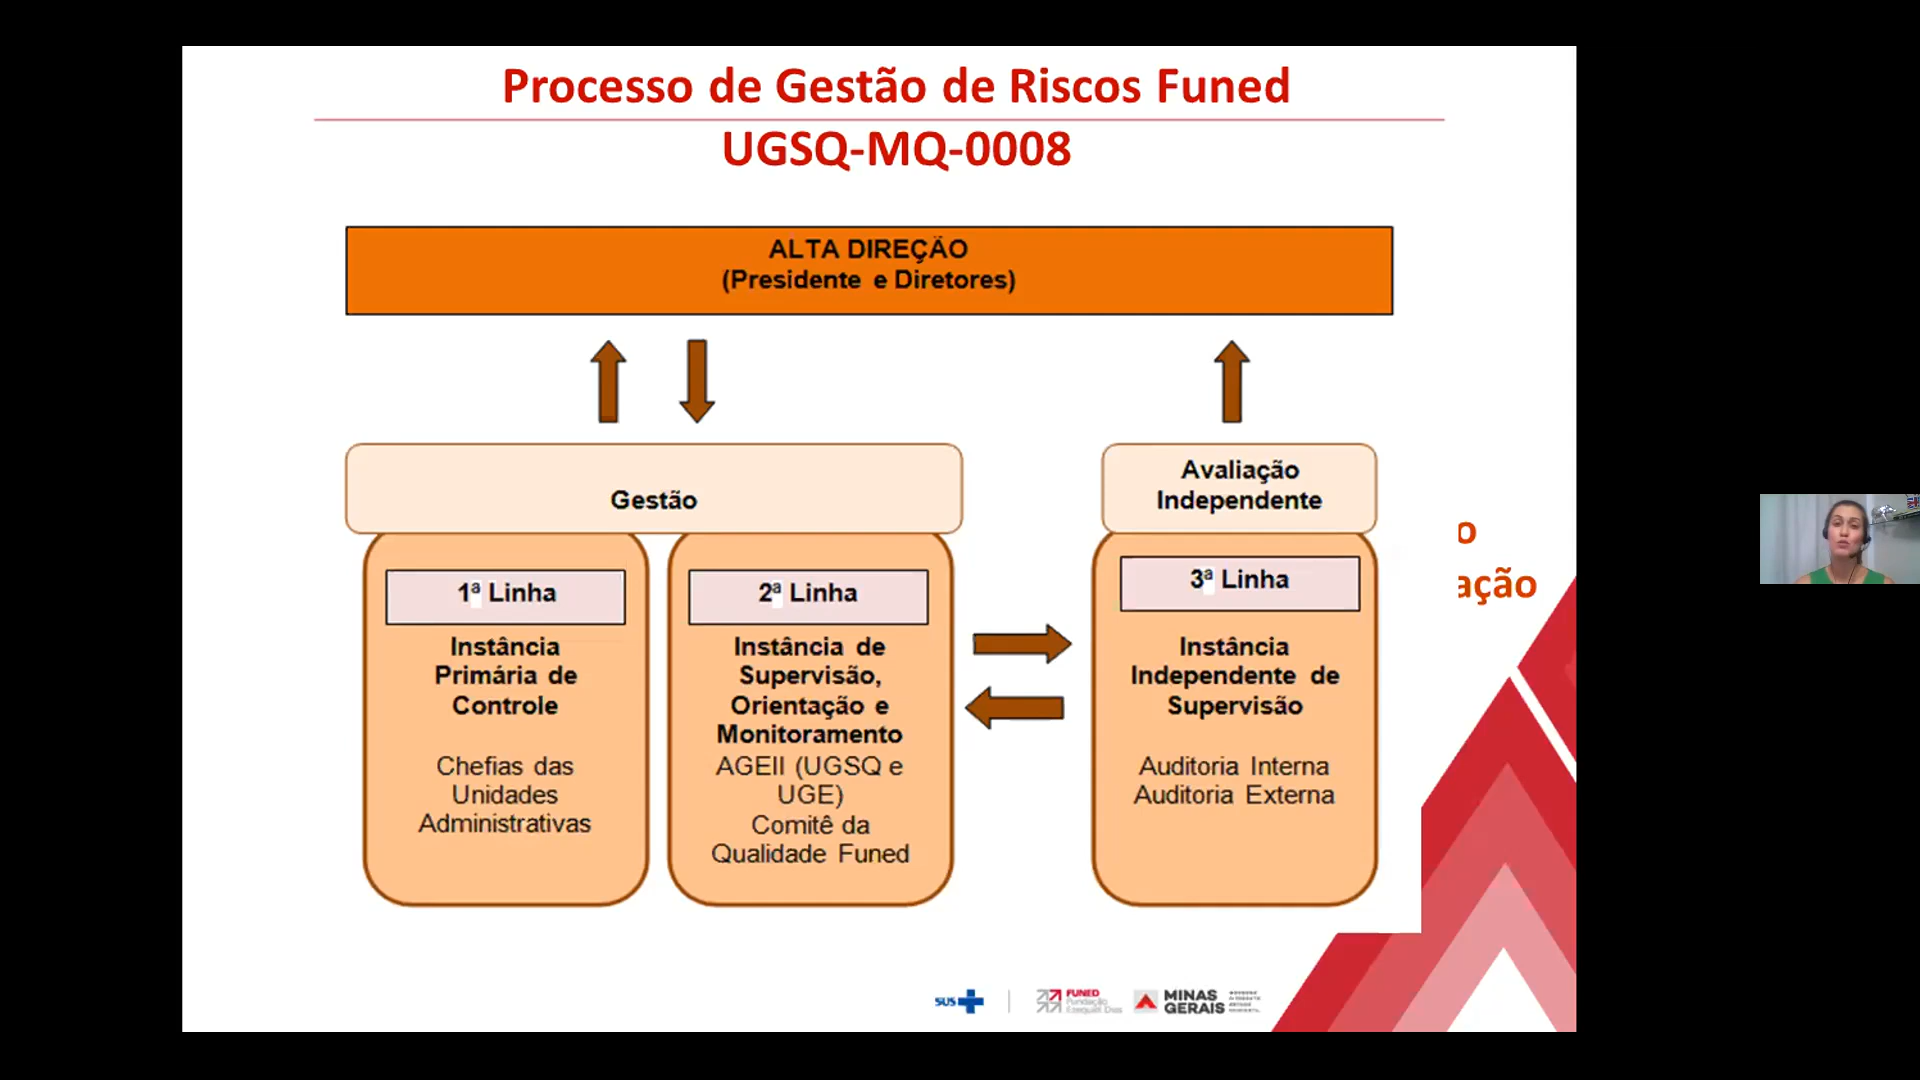 Processo de Gestão de Riscos Funed
UGSQ-MQ-0008
ALTA DIREÇÃO
(Presidente e Diretores)
Gestão
Avaliação
Independente
1ª Linha
Instância
Primária de
Controle
Chefias das
Unidades
Administrativas
2ª Linha
Instância de
Supervisão,
Orientação e
Monitoramento
AGEII (UGSQ e
UGE)
Comitê da
Qualidade Funed
3ª Linha
Instância
Independente de
Supervisão
Auditoria Interna
Auditoria Externa
o
ação
SUS
FUNED
Fundação
Ezequiel Dias
MINAS
GERAIS